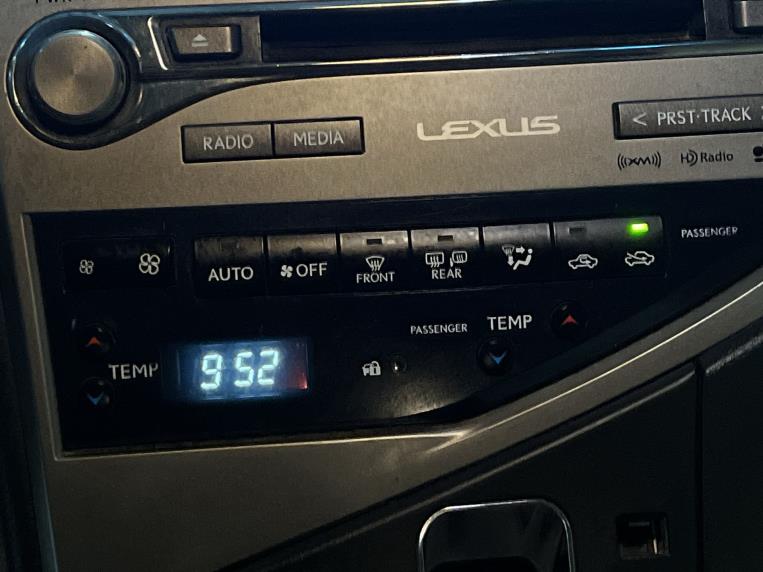 RADIO MEDIA LEXUS < PRST·TRACK
((XM)) HD Radio
AUTO OFF FRONT REAR PASSENGER
TEMP 9 52 PASSENGER TEMP